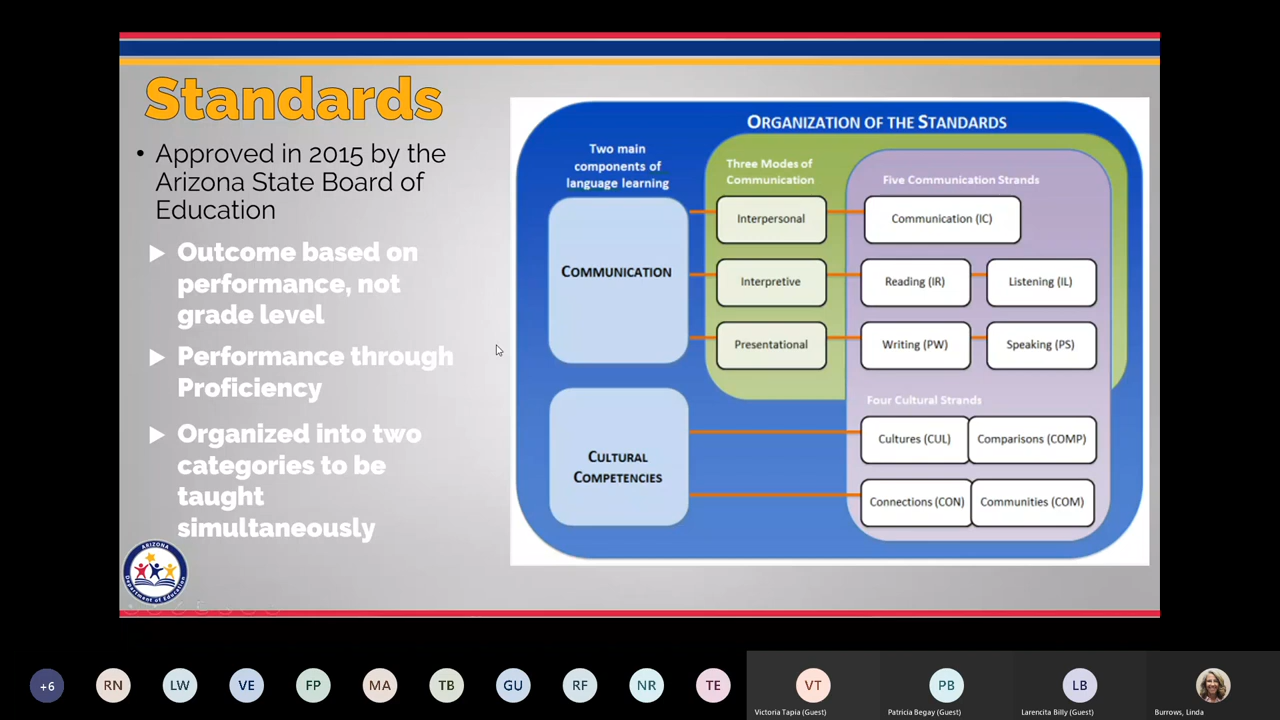 Standards
• Approved in 2015 by the
Arizona State Board of
Education
Outcome based on
performance, not
grade level
Performance through
Proficiency
Organized into two
categories to be
taught
simultaneously
ARIZONA
Department of Education
ORGANIZATION OF THE STANDARDS
Two main
components of
language learning
Three Modes of
Communication
Five Communication Strands
COMMUNICATION
Interpersonal
Communication (IC)
Interpretive
Reading (IR)
Listening (IL)
Presentational
Writing (PW)
Speaking (PS)
Four Cultural Strands
CULTURAL
COMPETENCIES
Cultures (CUL)
Comparisons (COMP)
Connections (CON)
Communities (COM)
+6
RN
LW
VE
FP
MA
TB
GU
RF
NR
TE
VT
PB
LB
Victoria Tapia (Guest)
Patricia Begay (Guest)
Larencita Billy (Guest)
Burrows, Linda